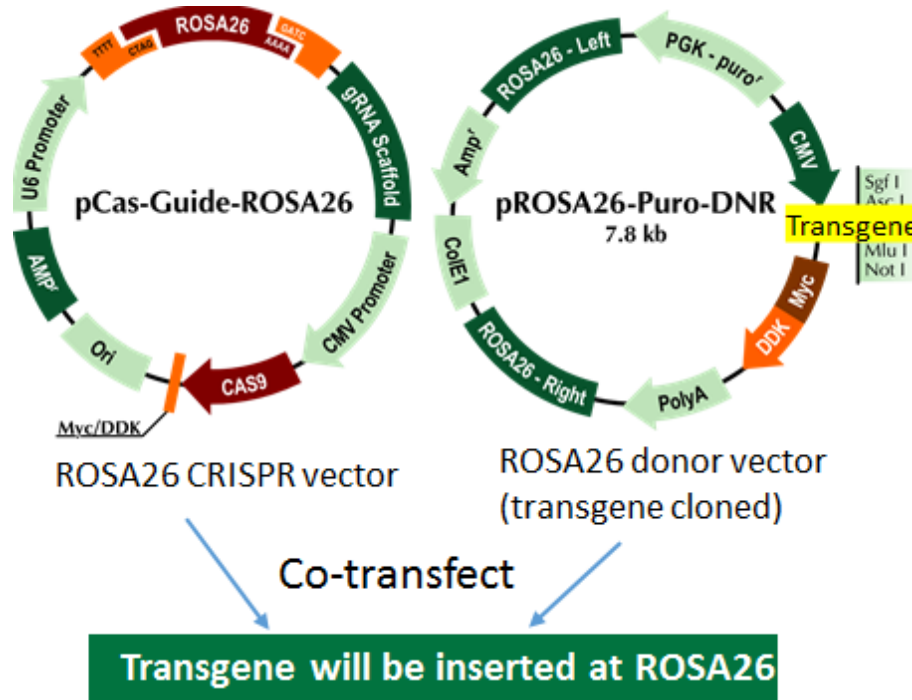 ROSA26
TTTT
CTAG
GATC
AAAA
gRNA Scaffold
CMV Promoter
CAS9
Myc/DDK
Ori
AMPr
U6 Promoter
pCas-Guide-ROSA26
ROSA26 - Left
PGK - puror
CMV
Sgf I
Asc I
Transgene
Mlu I
Not I
Myc
DDK
PolyA
ROSA26 - Right
ColE1
Ampr
pROSA26-Puro-DNR
7.8 kb
ROSA26 CRISPR vector
ROSA26 donor vector
(transgene cloned)
Co-transfect
Transgene will be inserted at ROSA26